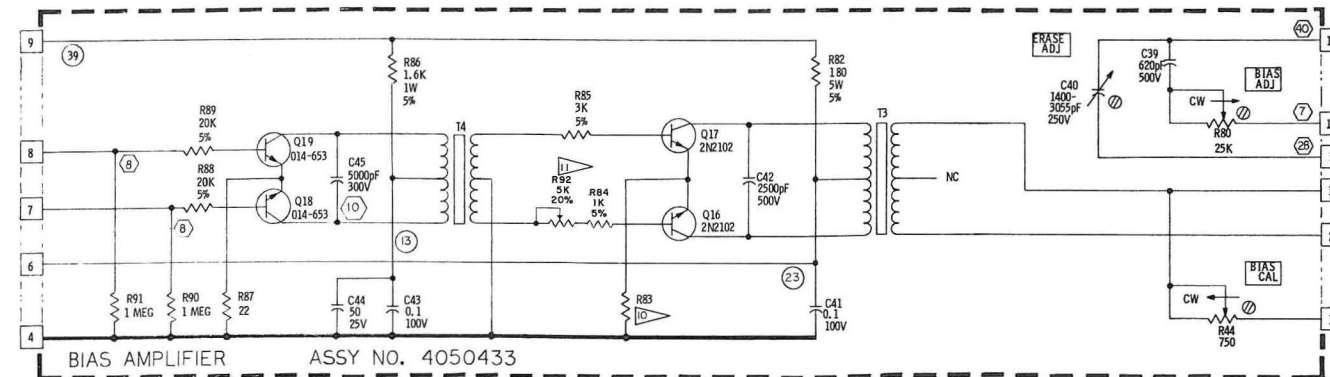 9
39
R86
1.6K
1W
5%
R82
180
5W
5%
ERASE
ADJ
C40
1400-
3055pF
250V
C39
620pF
500V
40
BIAS
ADJ
CW
R80
25K
7
28
R89
20K
5%
8
8
Q19
014-653
R88
20K
5%
7
8
Q18
014-653
C45
5000pF
300V
10
T4
R85
3K
5%
11
R92
5K
20%
R84
1K
5%
Q17
2N2102
Q16
2N2102
C42
2500pF
500V
T3
NC
13
6
23
R91
1 MEG
R90
1 MEG
R87
22
C44
50
25V
C43
0.1
100V
R83
10
C41
0.1
100V
BIAS
CAL
CW
R44
750
4
BIAS AMPLIFIER
ASSY NO. 4050433